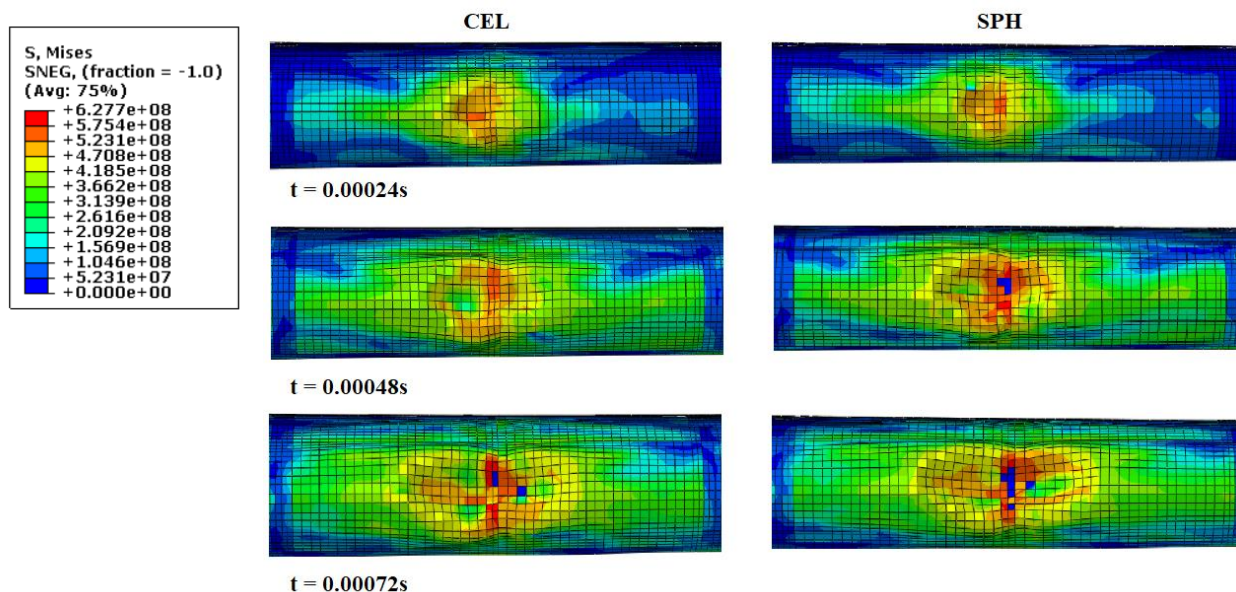 CEL
SPH
S, Mises
SNEG, (fraction = -1.0)
(Avg: 75%)
+6.277e+08
+5.754e+08
+5.231e+08
+4.708e+08
+4.185e+08
+3.662e+08
+3.139e+08
+2.616e+08
+2.092e+08
+1.569e+08
+1.046e+08
+5.231e+07
+0.000e+00
t = 0.00024s
t = 0.00048s
t = 0.00072s